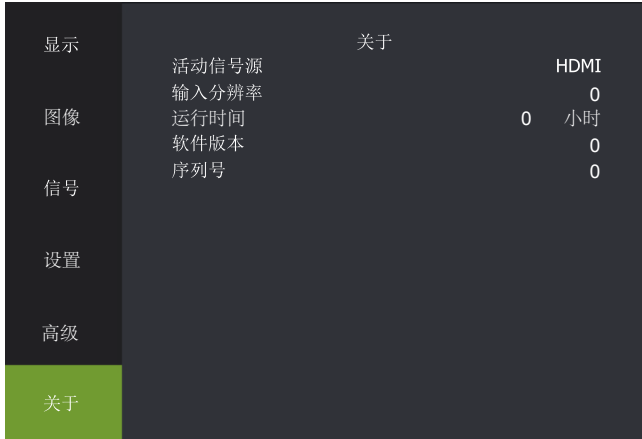 显示
图像
信号
设置
高级
关于
关于
活动信号源 HDMI
输入分辨率 0
运行时间 0 小时
软件版本 0
序列号 0